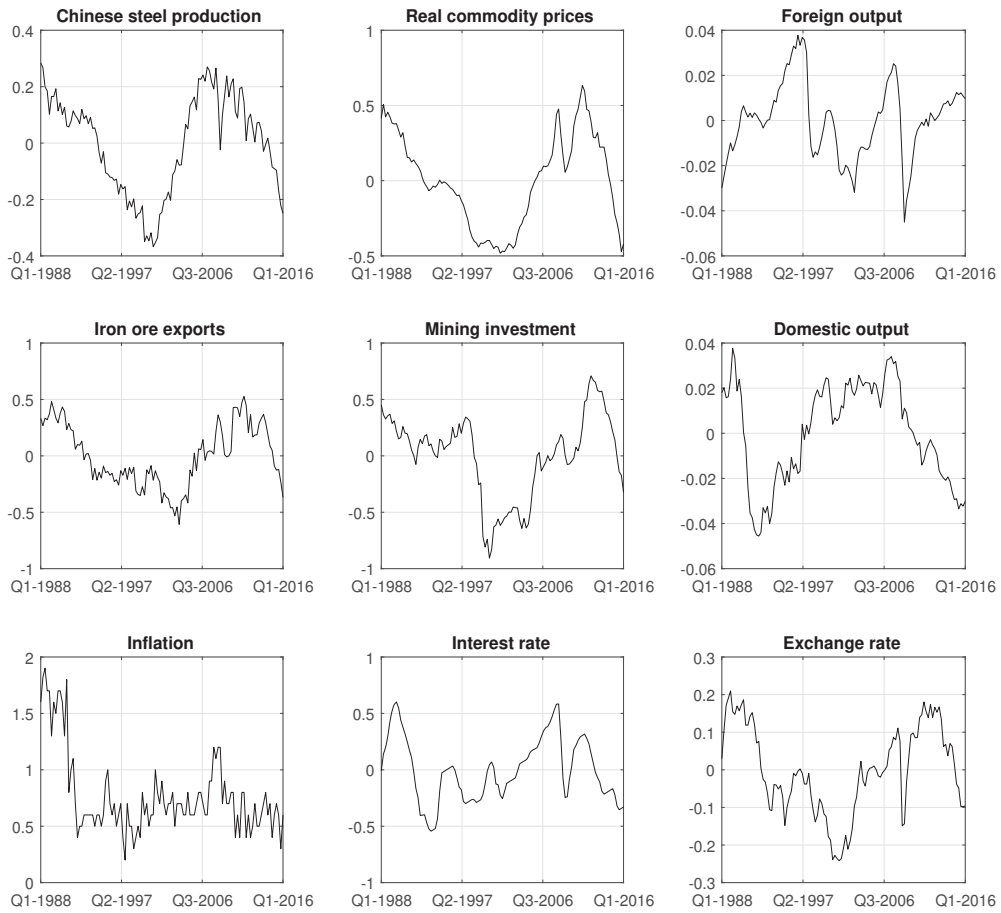 Chinese steel production
0.4
0.2
0
-0.2
-0.4
Q1-1988 Q2-1997 Q3-2006 Q1-2016
Real commodity prices
1
0.5
0
-0.5
Q1-1988 Q2-1997 Q3-2006 Q1-2016
Foreign output
0.04
0.02
0
-0.02
-0.04
-0.06
Q1-1988 Q2-1997 Q3-2006 Q1-2016
Iron ore exports
1
0.5
0
-0.5
-1
Q1-1988 Q2-1997 Q3-2006 Q1-2016
Mining investment
1
0.5
0
-0.5
-1
Q1-1988 Q2-1997 Q3-2006 Q1-2016
Domestic output
0.04
0.02
0
-0.02
-0.04
-0.06
Q1-1988 Q2-1997 Q3-2006 Q1-2016
Inflation
2
1.5
1
0.5
0
Q1-1988 Q2-1997 Q3-2006 Q1-2016
Interest rate
1
0.5
0
-0.5
-1
Q1-1988 Q2-1997 Q3-2006 Q1-2016
Exchange rate
0.3
0.2
0.1
0
-0.1
-0.2
-0.3
Q1-1988 Q2-1997 Q3-2006 Q1-2016